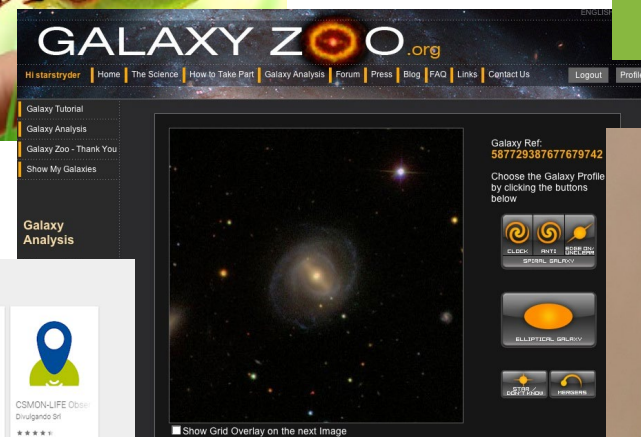 ENGLISH
GALAXY ZOO.org
Hi starstryder Home The Science How to Take Part Galaxy Analysis Forum Press Blog FAQ Links Contact Us Logout Profile
Galaxy Tutorial
Galaxy Analysis
Galaxy Zoo - Thank You
Show My Galaxies
Galaxy
Analysis
Galaxy Ref:
587729387677679742
Choose the Galaxy Profile
by clicking the buttons
below
CLOCK ANTI EDGE ON/
UNCLEAR
SPIRAL GALAXY
ELLIPTICAL GALAXY
STAR /
DON'T KNOW MERGERS
Show Grid Overlay on the next Image
CSMON-LIFE Obse
Divulgando Srl